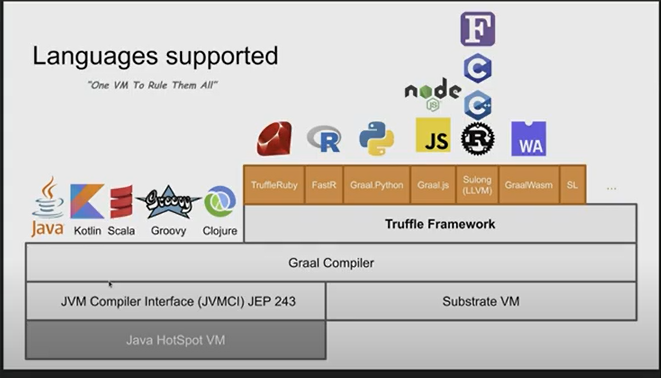 Languages supported
"One VM To Rule Them All"
F
C
node
JS
C++
R
JS
R
WA
TruffleRuby
FastR
Graal.Python
Graal.js
Sulong
(LLVM)
GraalWasm
SL
...
Java
Kotlin
Scala
Groovy
Groovy
Clojure
Truffle Framework
Graal Compiler
JVM Compiler Interface (JVMCI) JEP 243
Substrate VM
Java HotSpot VM